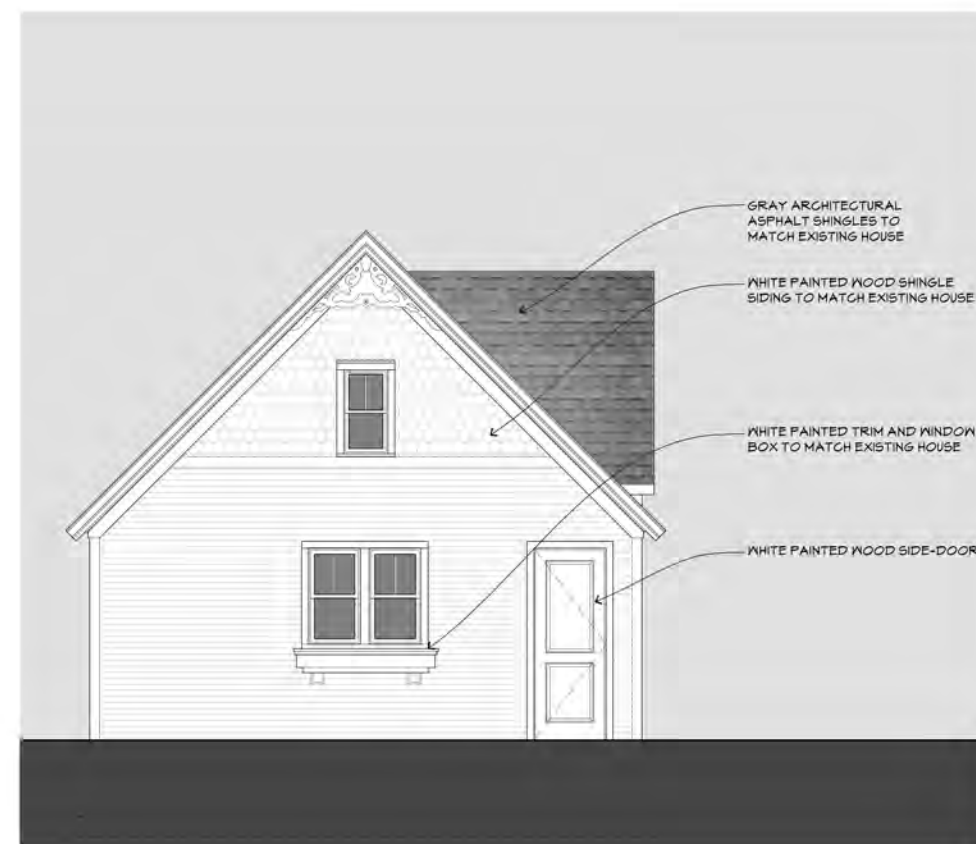 GRAY ARCHITECTURAL
ASPHALT SHINGLES TO
MATCH EXISTING HOUSE
WHITE PAINTED WOOD SHINGLE
SIDING TO MATCH EXISTING HOUSE
WHITE PAINTED TRIM AND WINDOW
BOX TO MATCH EXISTING HOUSE
WHITE PAINTED WOOD SIDE-DOOR